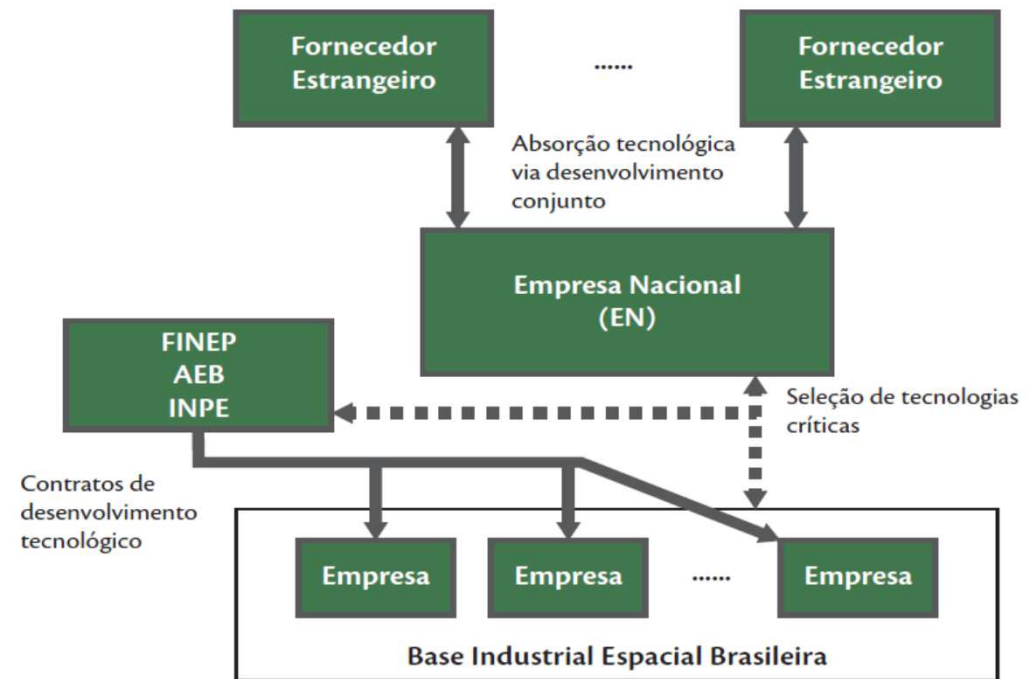 Fornecedor
Estrangeiro
......
Fornecedor
Estrangeiro
Absorção tecnológica
via desenvolvimento
conjunto
Empresa Nacional
(EN)
FINEP
AEB
INPE
Seleção de tecnologias
críticas
Contratos de
desenvolvimento
tecnológico
Empresa
Empresa
......
Empresa
Base Industrial Espacial Brasileira